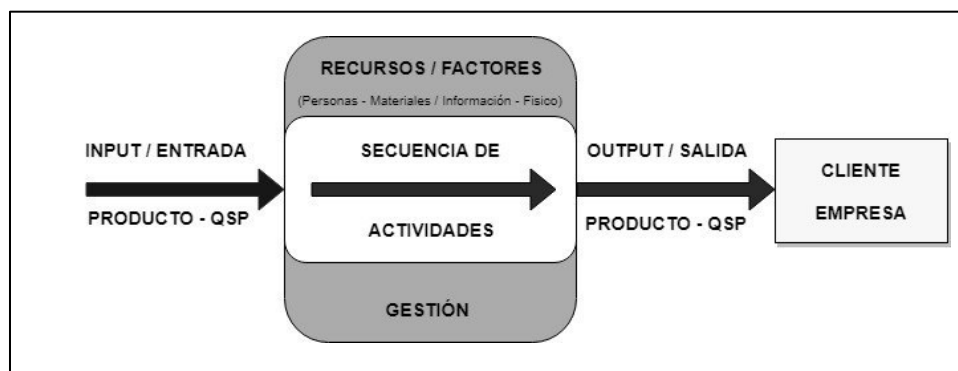 RECURSOS / FACTORES
(Personas - Materiales / Información - Fisico)
INPUT / ENTRADA
PRODUCTO - QSP
SECUENCIA DE
ACTIVIDADES
OUTPUT / SALIDA
PRODUCTO - QSP
CLIENTE
EMPRESA
GESTIÓN